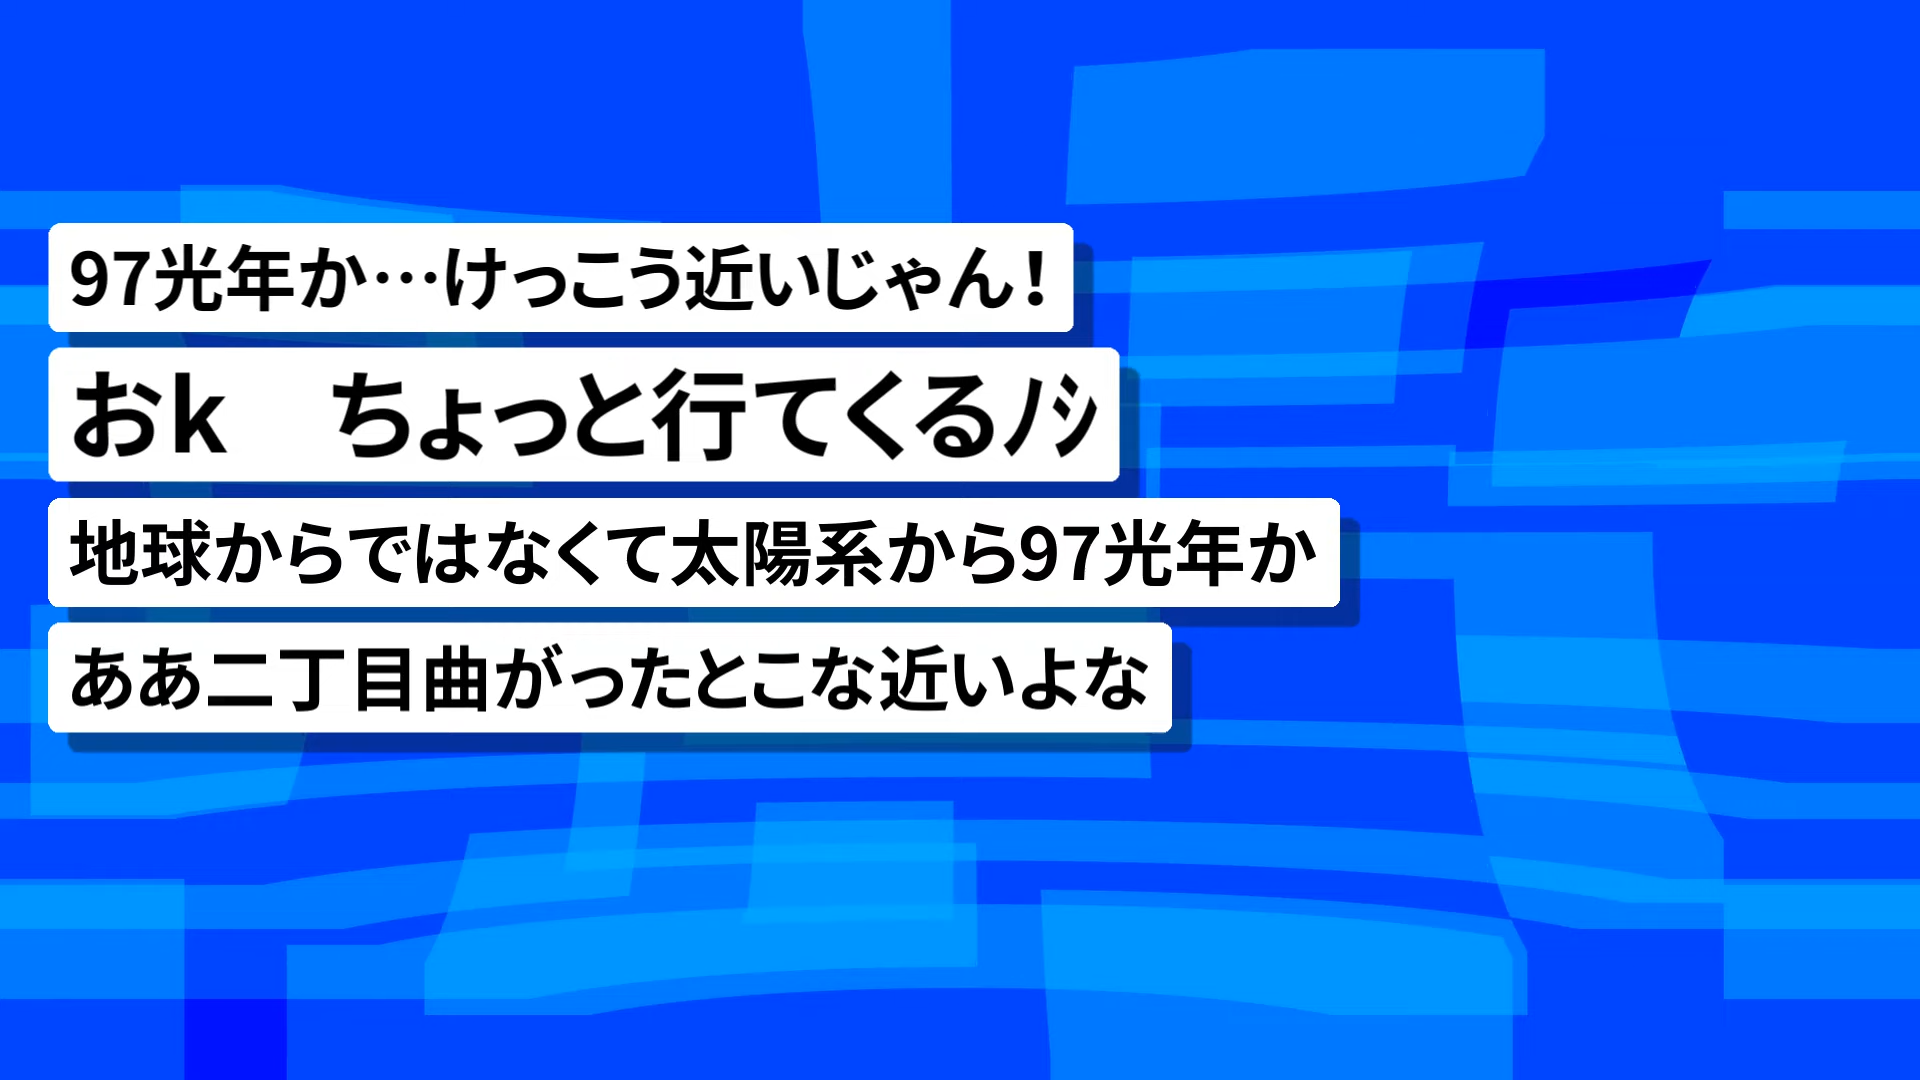 97光年か…けっこう近いじゃん！
おk　ちょっと行てくるﾉｼ
地球からではなくて太陽系から97光年か
ああ二丁目曲がったとこな近いよな